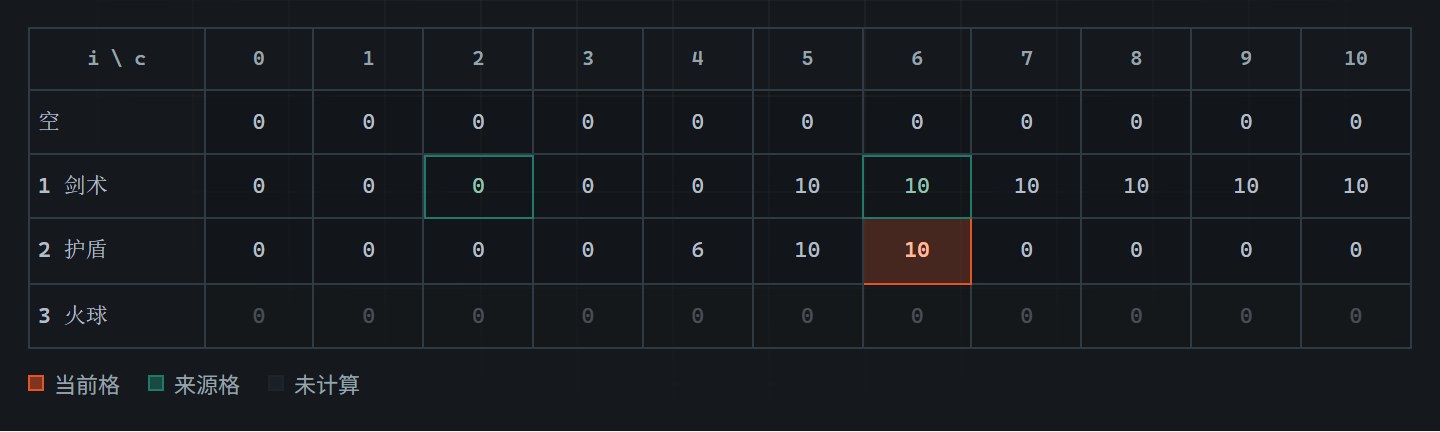 i \ c 0 1 2 3 4 5 6 7 8 9 10
空 0 0 0 0 0 0 0 0 0 0 0
1 剑术 0 0 0 0 0 10 10 10 10 10 10
2 护盾 0 0 0 0 6 10 10 0 0 0 0
3 火球 0 0 0 0 0 0 0 0 0 0 0
当前格 来源格 未计算